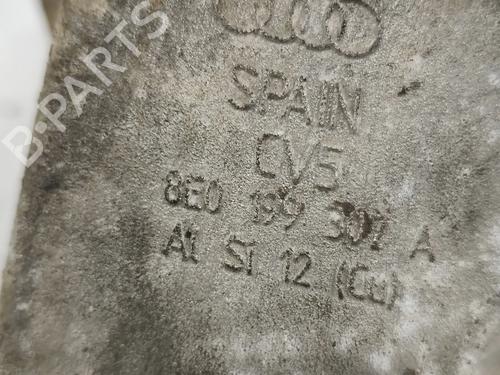 B-PARTS
SPAIN
CV5
8E0 199 307 A
Al Si 12 (Cu)